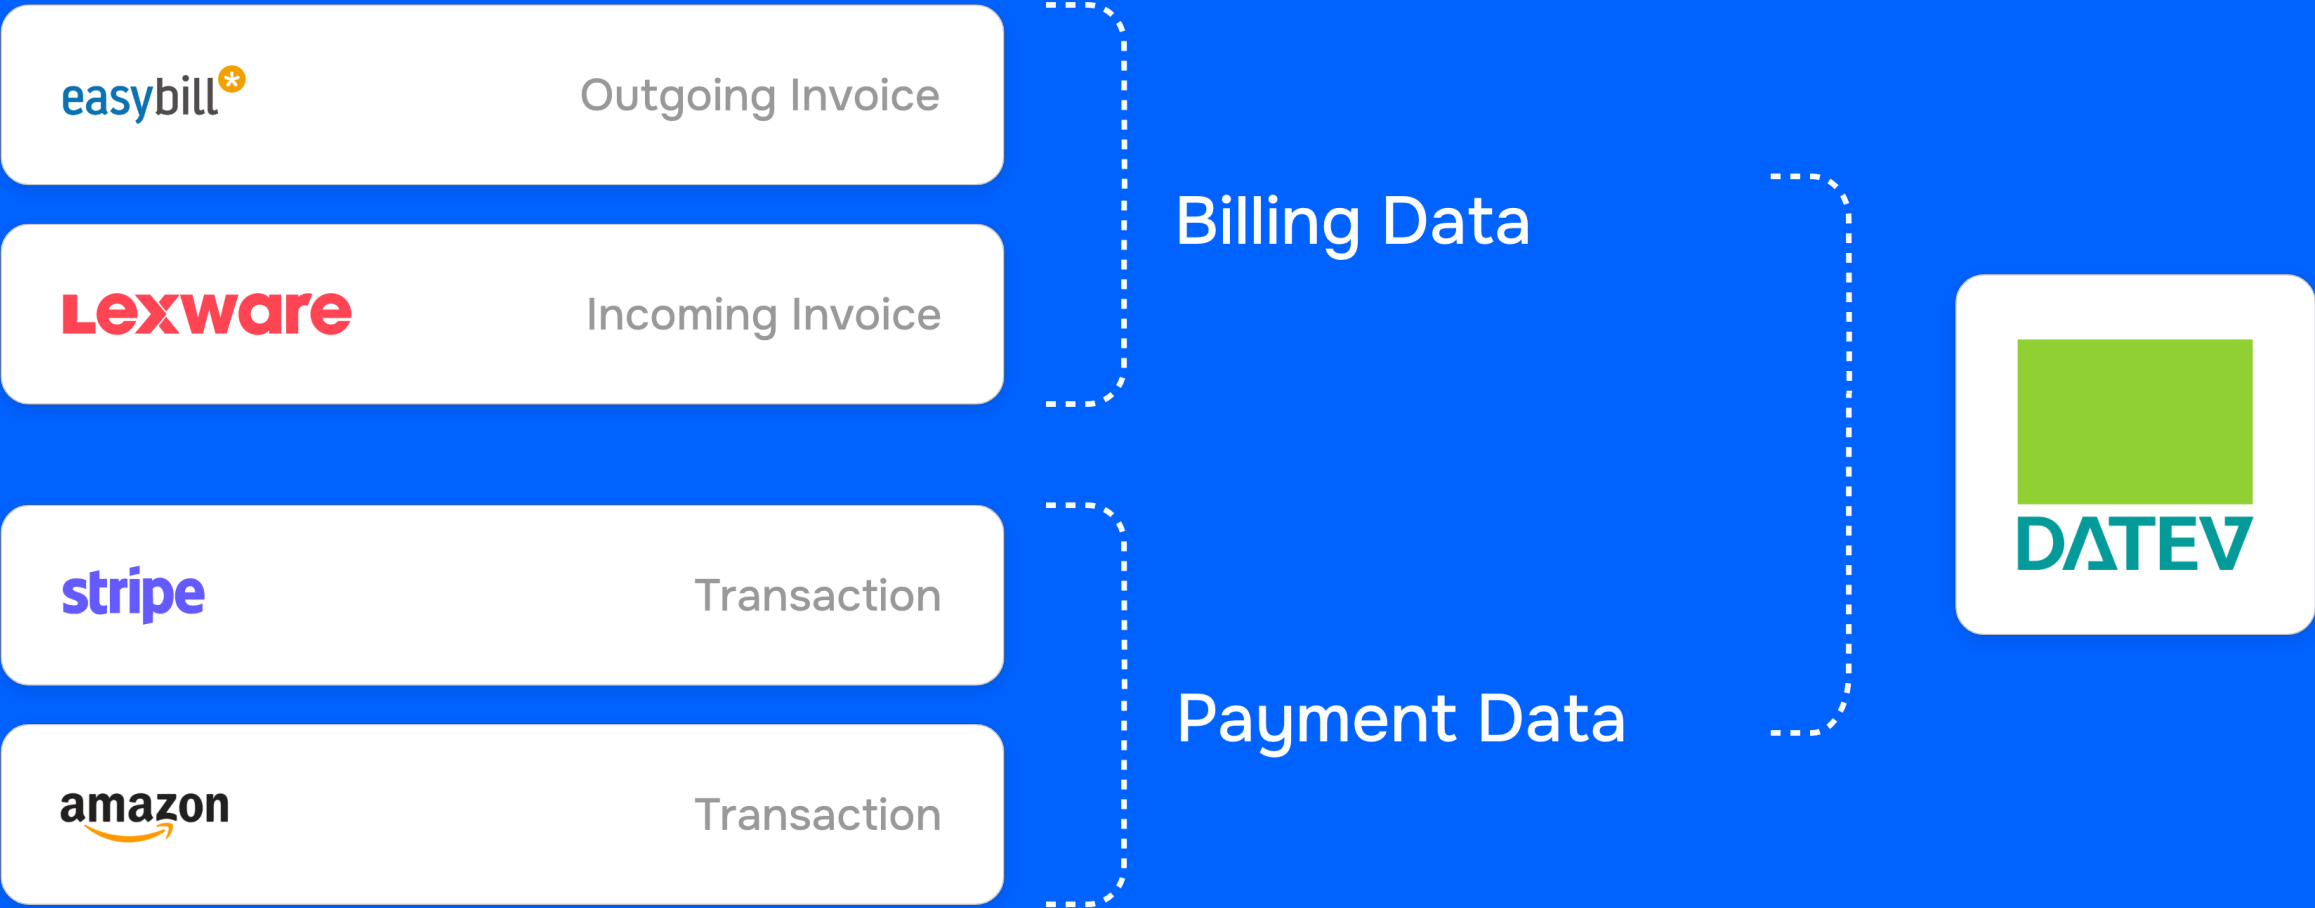 easybill
Outgoing Invoice
Lexware
Incoming Invoice
Billing Data
stripe
Transaction
amazon
Transaction
Payment Data
DATEV